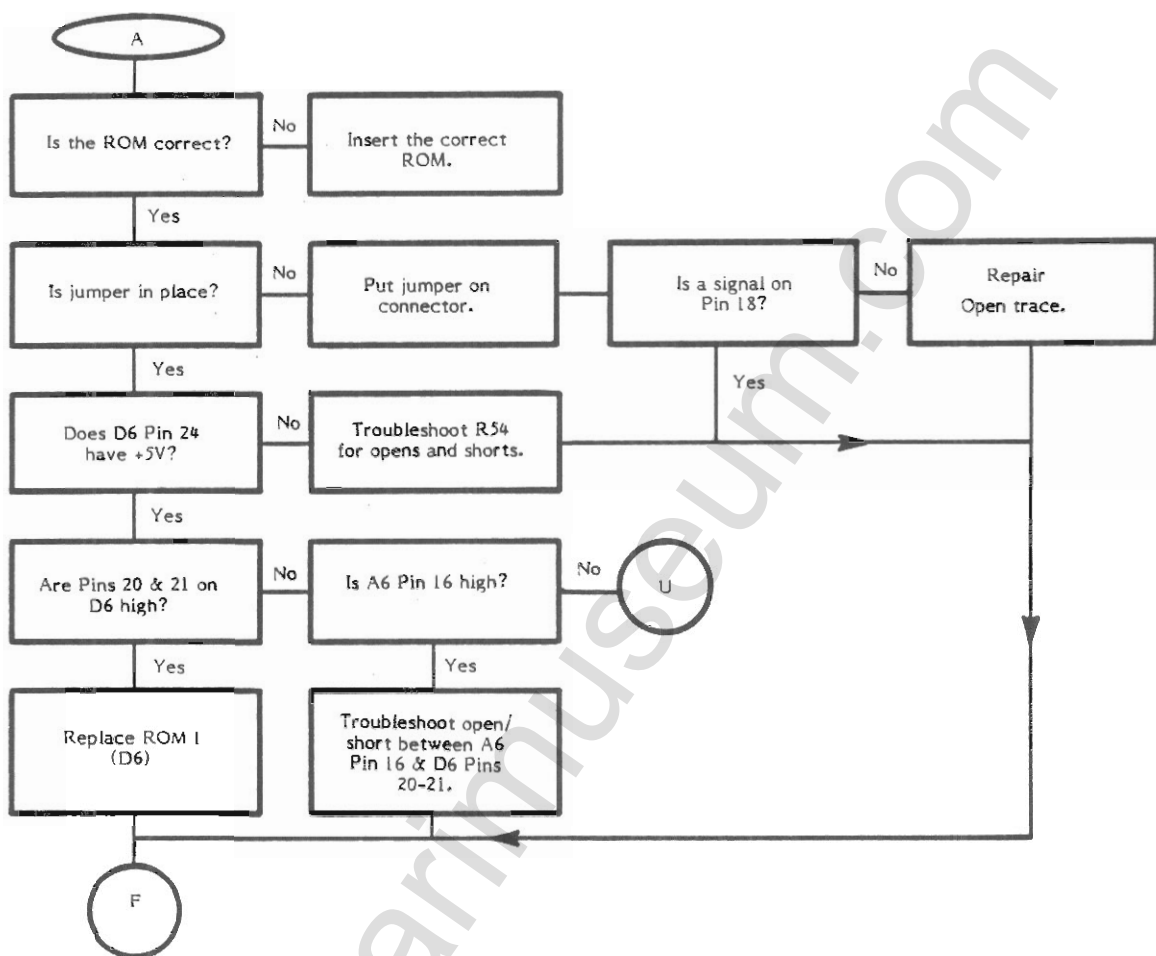 A
Is the ROM correct?
No
Insert the correct
ROM.
Yes
Is jumper in place?
No
Put jumper on
connector.
Is a signal on
Pin 18?
No
Repair
Open trace.
Yes
Yes
Does D6 Pin 24
have +5V?
No
Troubleshoot R54
for opens and shorts.
Yes
Are Pins 20 & 21 on
D6 high?
No
Is A6 Pin 16 high?
No
U
Yes
Yes
Replace ROM 1
(D6)
Troubleshoot open/
short between A6
Pin 16 & D6 Pins
20-21.
F
arimuseum.com